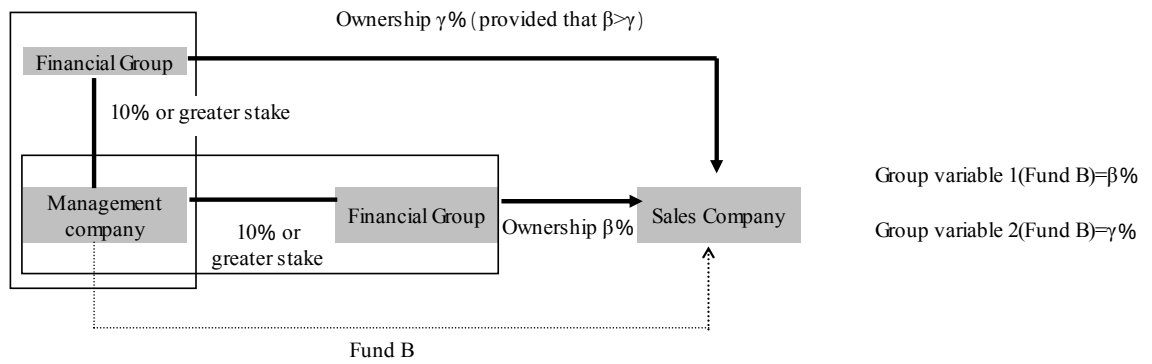 Ownership γ% (provided that β>γ)
Financial Group
10% or greater stake
Management
company
10% or
greater stake
Financial Group
Ownership β%
Sales Company
Fund B
Group variable 1(Fund B)=β%
Group variable 2(Fund B)=γ%